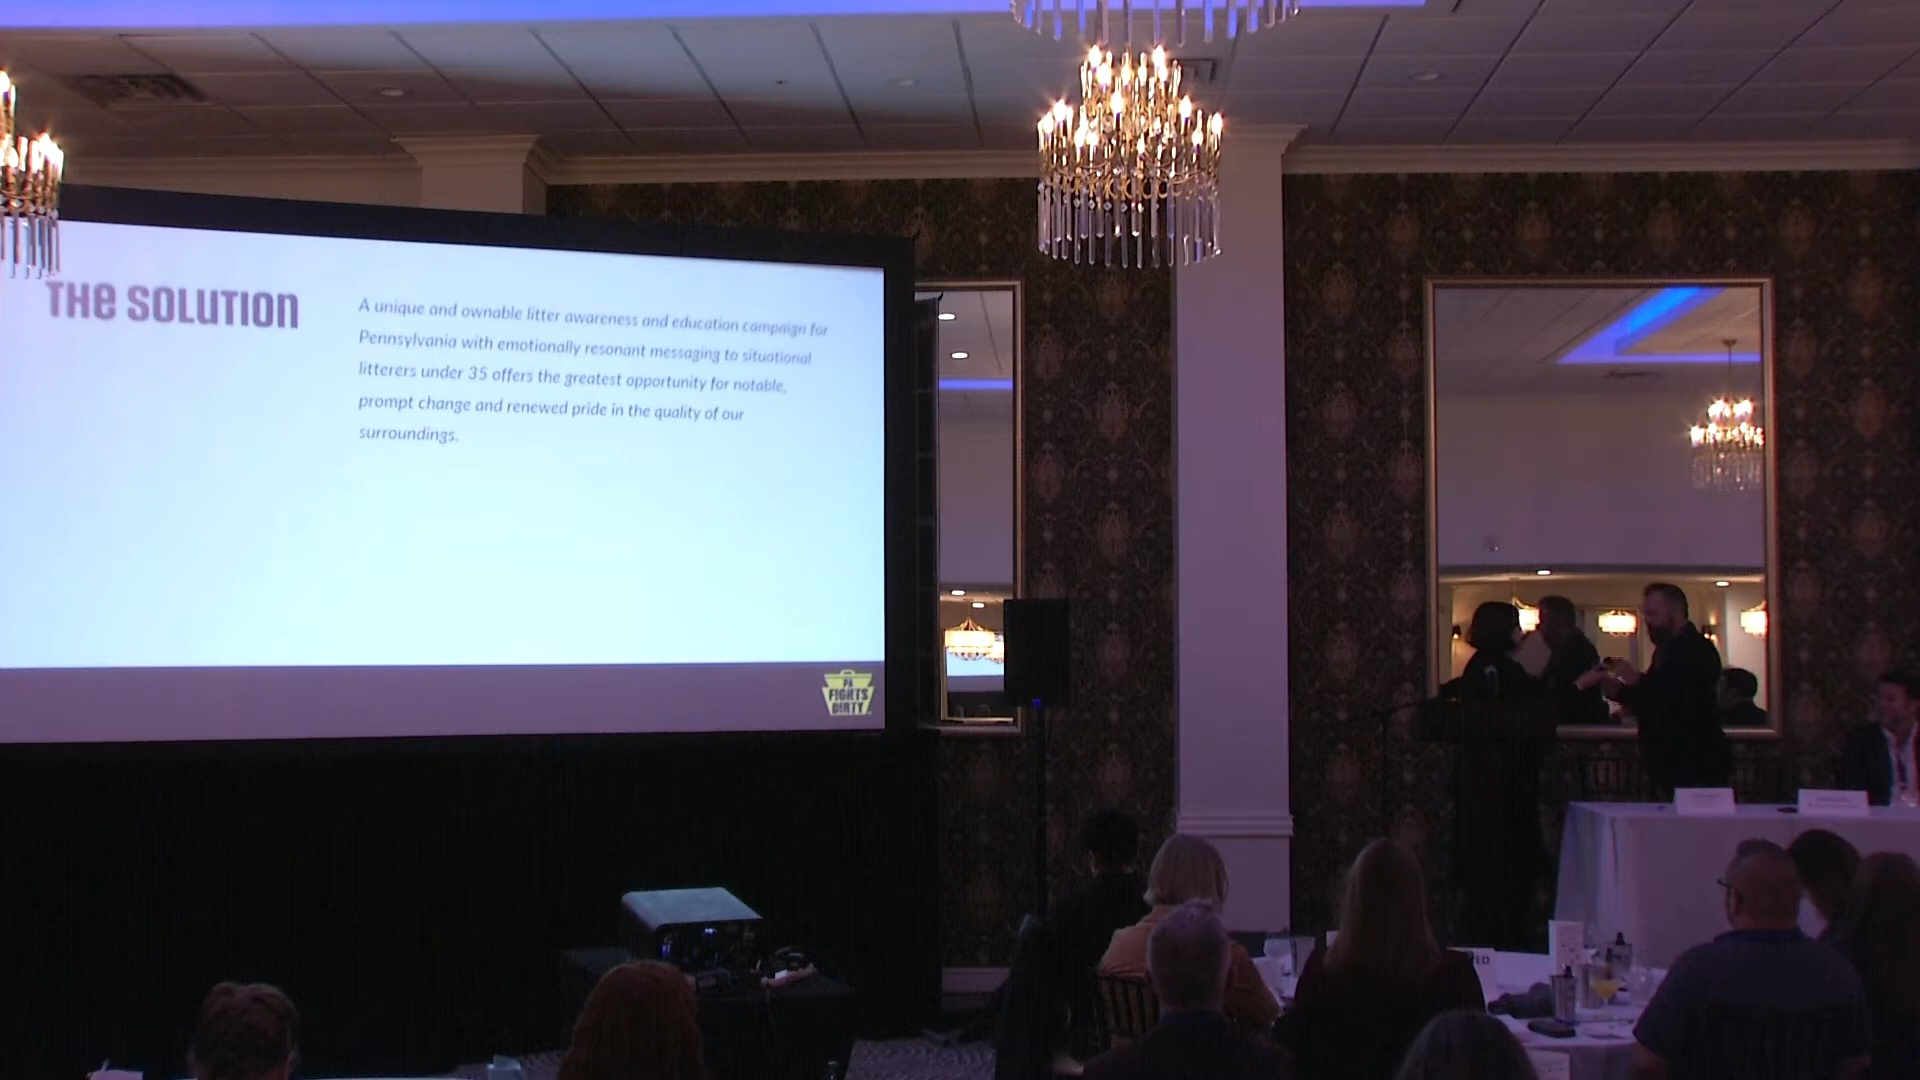 THE SOLUTION
A unique and ownable litter awareness and education campaign for
Pennsylvania with emotionally resonant messaging to situational
litterers under 35 offers the greatest opportunity for notable,
prompt change and renewed pride in the quality of our
surroundings.
PA
FIGHTS
DIRTY